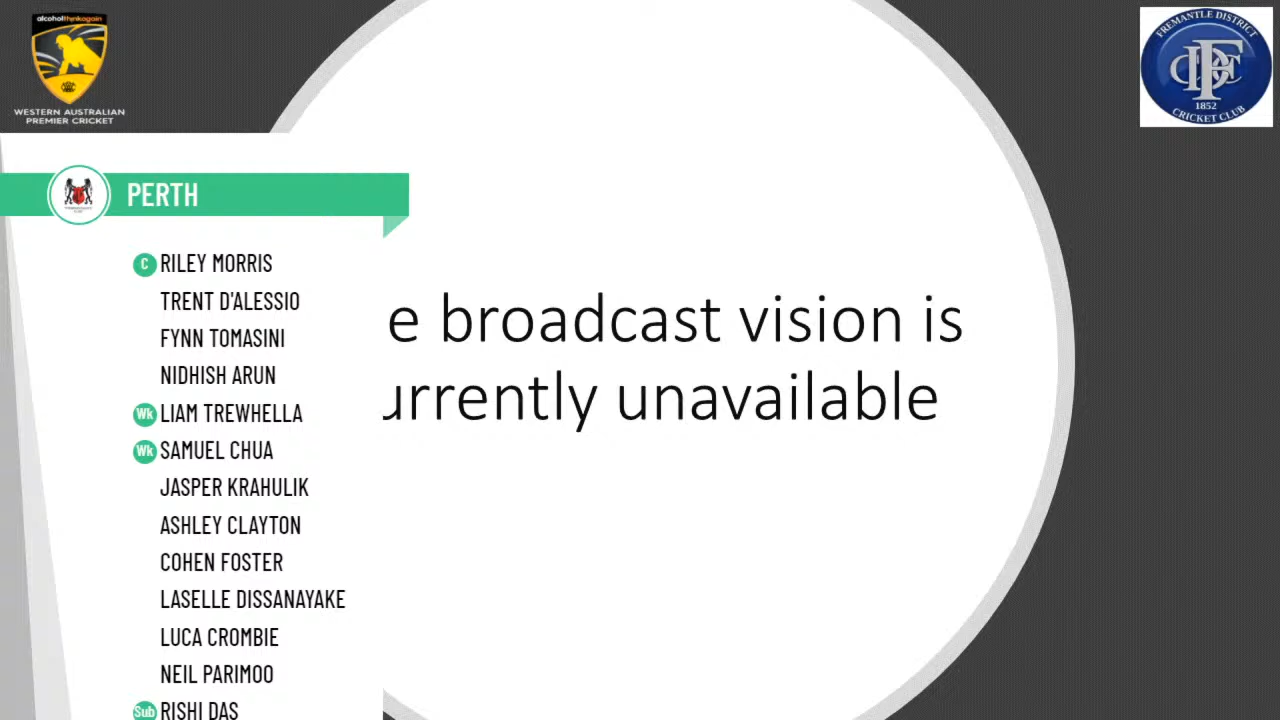 alcoholthinkagain
WESTERN AUSTRALIAN
PREMIER CRICKET
FREMANTLE DISTRICT
1852
CRICKET CLUB
PERTH
C RILEY MORRIS
TRENT D'ALESSIO
FYNN TOMASINI
NIDHISH ARUN
Wk LIAM TREWHELLA
Wk SAMUEL CHUA
JASPER KRAHULIK
ASHLEY CLAYTON
COHEN FOSTER
LASELLE DISSANAYAKE
LUCA CROMBIE
NEIL PARIMOO
Sub RISHI DAS
e broadcast vision is
urrently unavailable